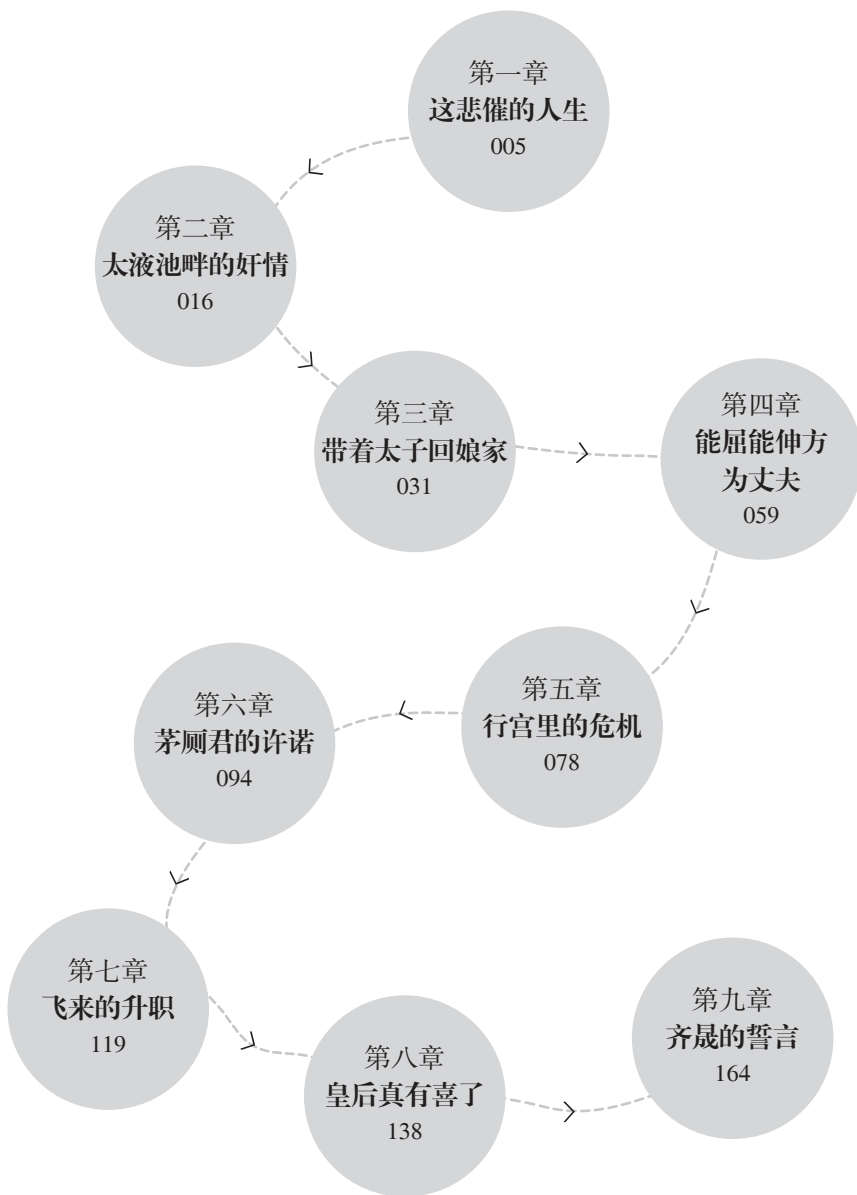 第一章
这悲催的人生
005
第二章
太液池畔的奸情
016
第三章
带着太子回娘家
031
第四章
能屈能伸方
为丈夫
059
第五章
行宫里的危机
078
第六章
茅厕君的许诺
094
第七章
飞来的升职
119
第八章
皇后真有喜了
138
第九章
齐晟的誓言
164